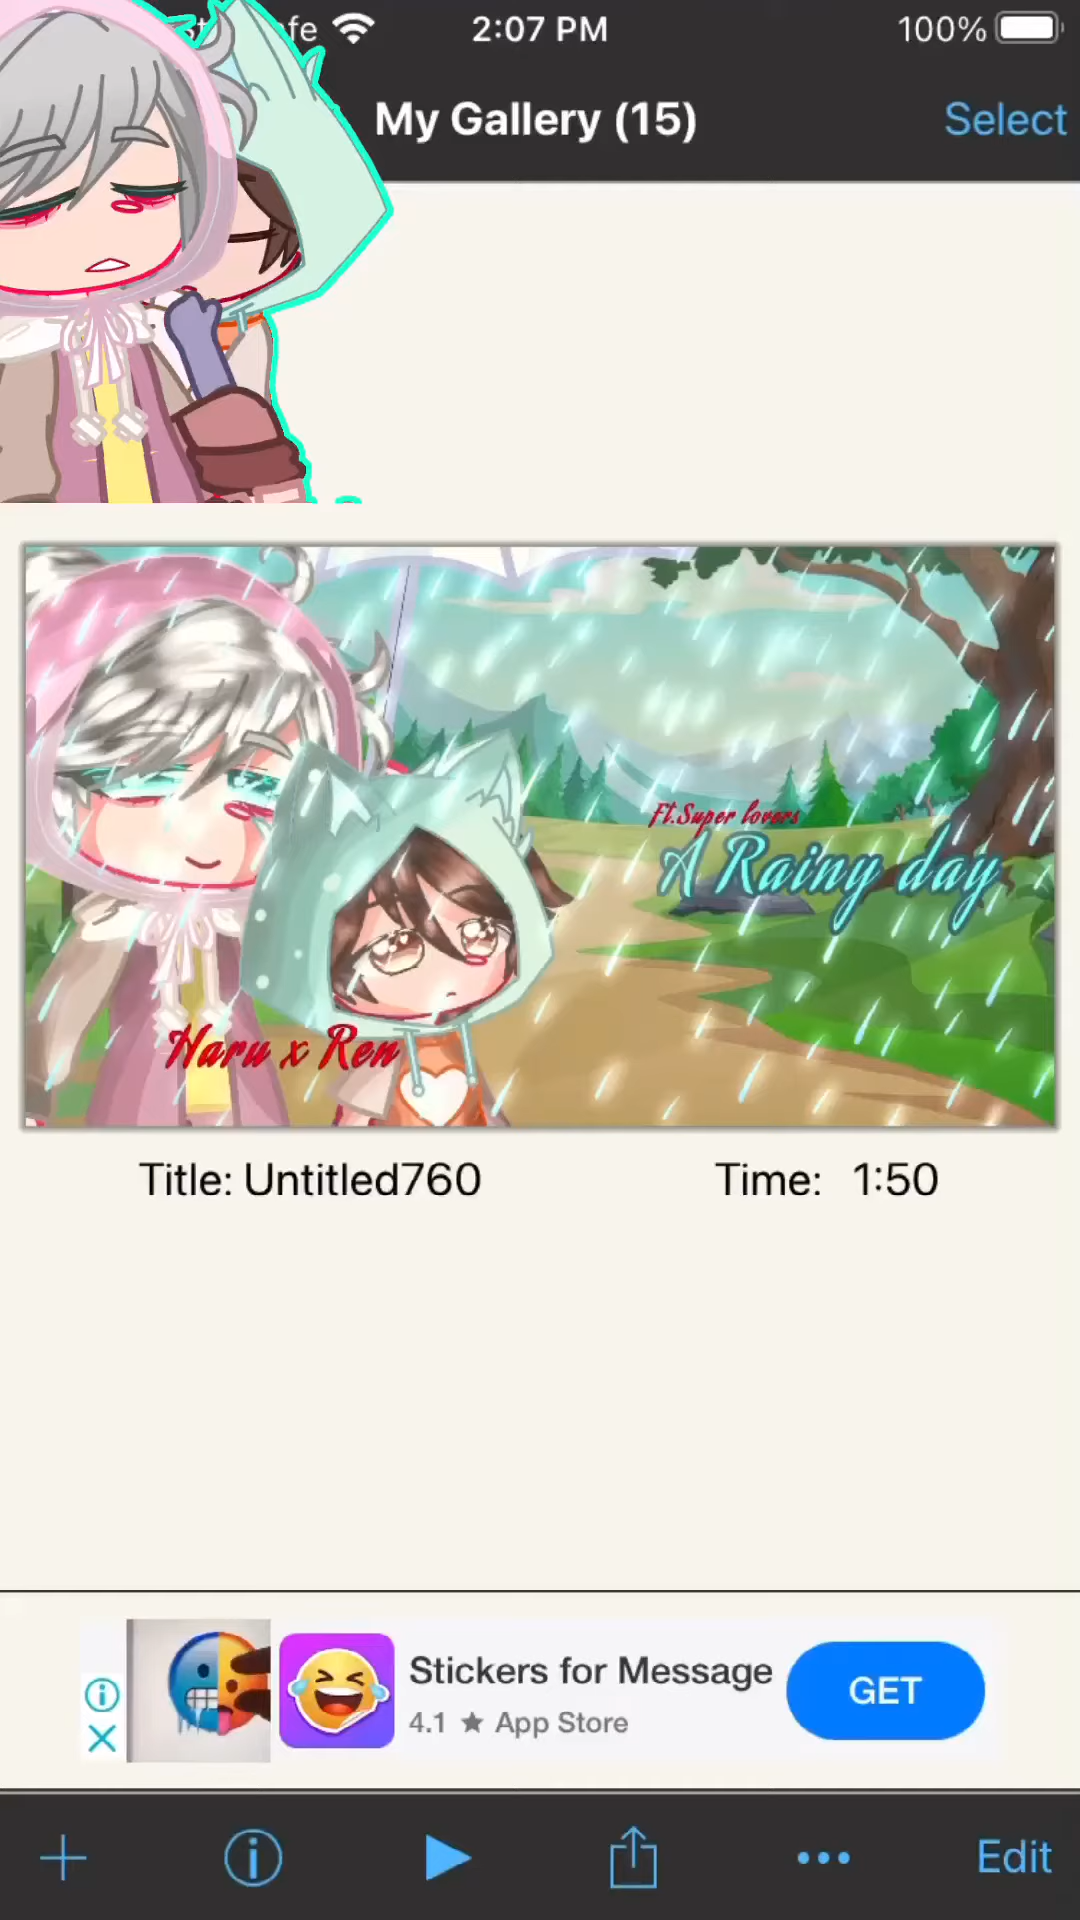 2:07 PM
100%
My Gallery (15)
Select
Ft.Super lovers
A Rainy day
Haru x Ren
Title: Untitled760
Time: 1:50
Stickers for Message
4.1 ★ App Store
GET
Edit